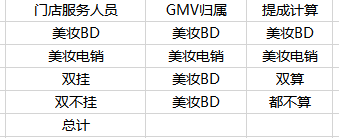 门店服务人员 GMV归属 提成计算
美妆BD 美妆BD 美妆BD
美妆电销 美妆电销 美妆电销
双挂 美妆BD 双算
双不挂 美妆BD 都不算
总计